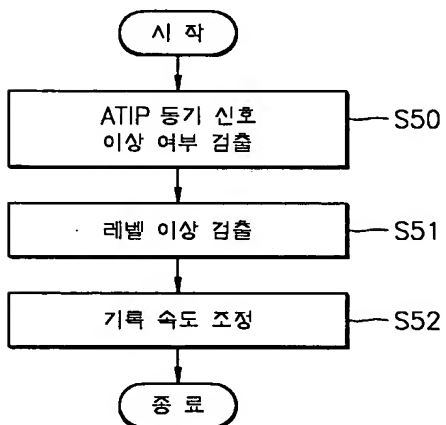 시 작
ATIP 동기 신호
이상 여부 검출
S50
레벨 이상 검출
S51
기록 속도 조정
S52
종 료